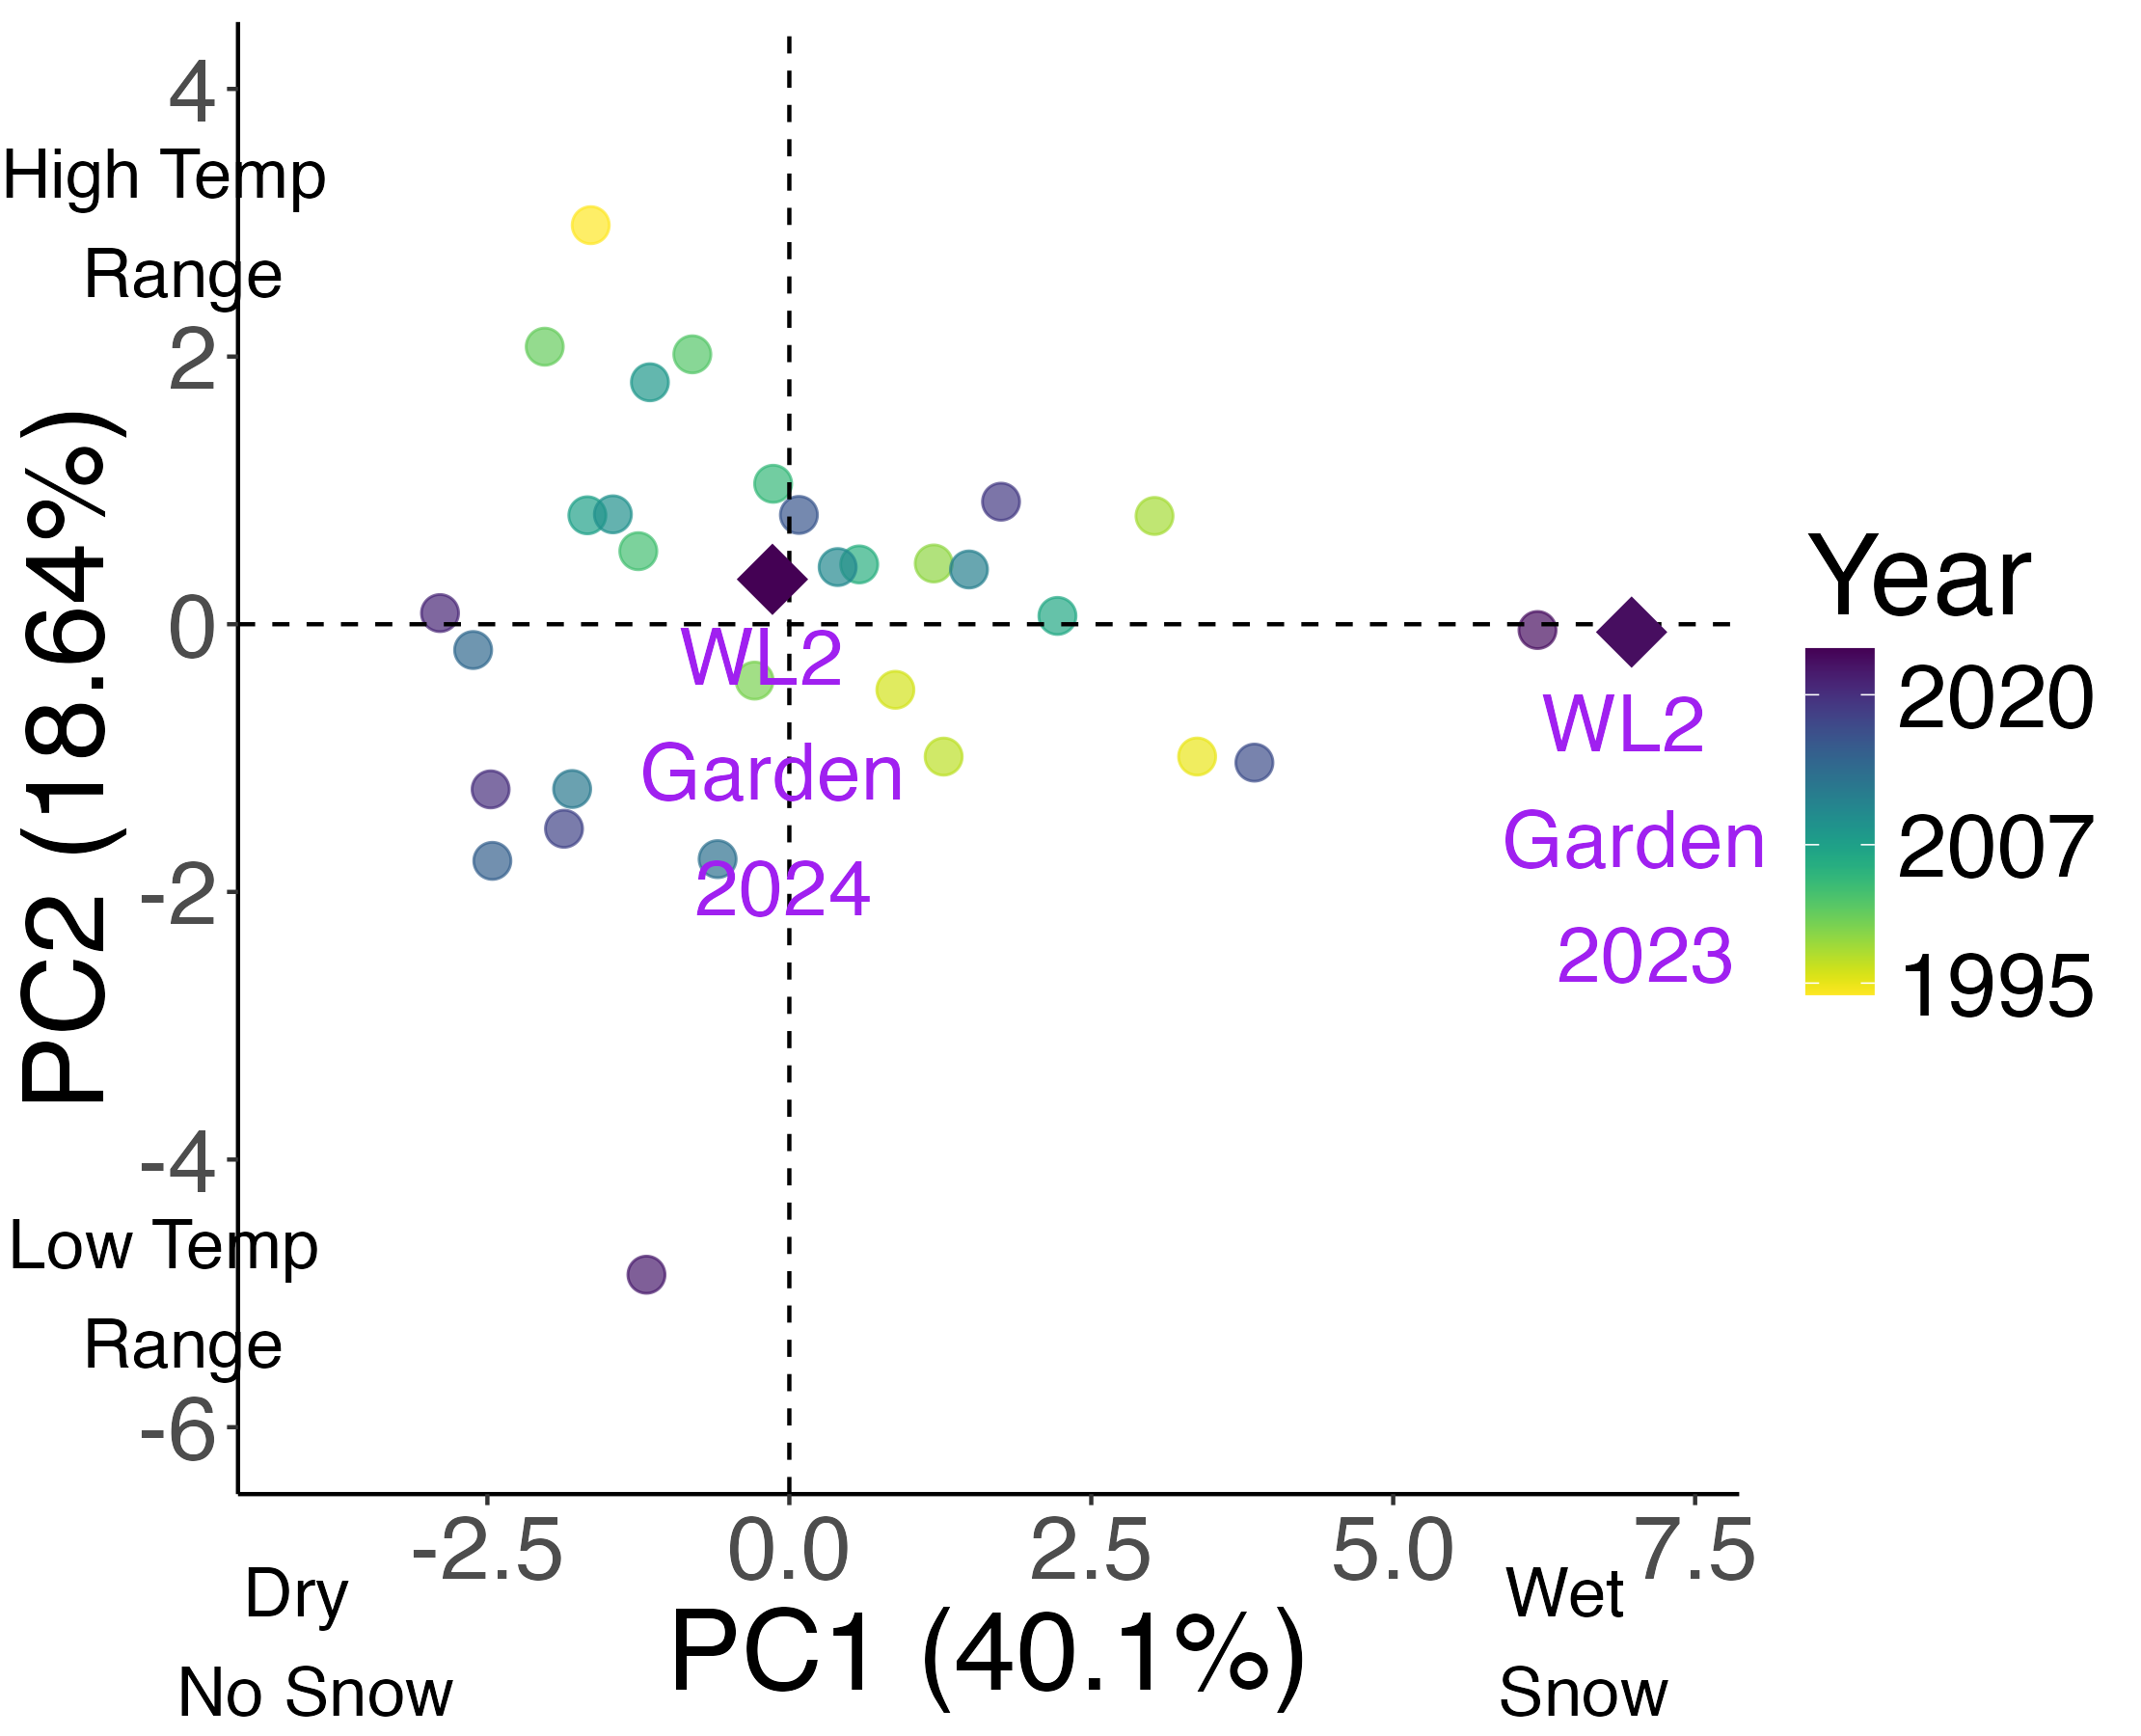 4
High Temp
Range
2
0
-2
-4
Low Temp
Range
-6
PC2 (18.64%)
WL2
Garden
2024
WL2
Garden
2023
Year
2020
2007
1995
-2.5
0.0
2.5
5.0
7.5
Dry
No Snow
PC1 (40.1%)
Wet
Snow